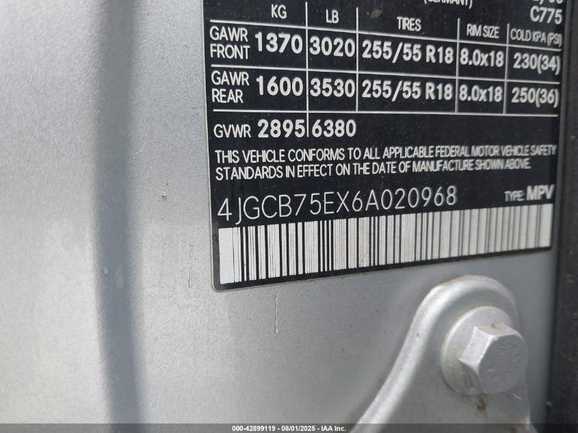 (GERMANY)
C775
KG LB TIRES RIM SIZE COLD KPA (PSI)
GAWR FRONT 1370 3020 255/55 R18 8.0x18 230(34)
GAWR REAR 1600 3530 255/55 R18 8.0x18 250(36)
GVWR 2895 6380
THIS VEHICLE CONFORMS TO ALL APPLICABLE FEDERAL MOTOR VEHICLE SAFETY
STANDARDS IN EFFECT ON THE DATE OF MANUFACTURE SHOWN ABOVE.
4JGCB75EX6A020968 TYPE: MPV
000-42899119 | 08/01/2025 | IAA Inc.